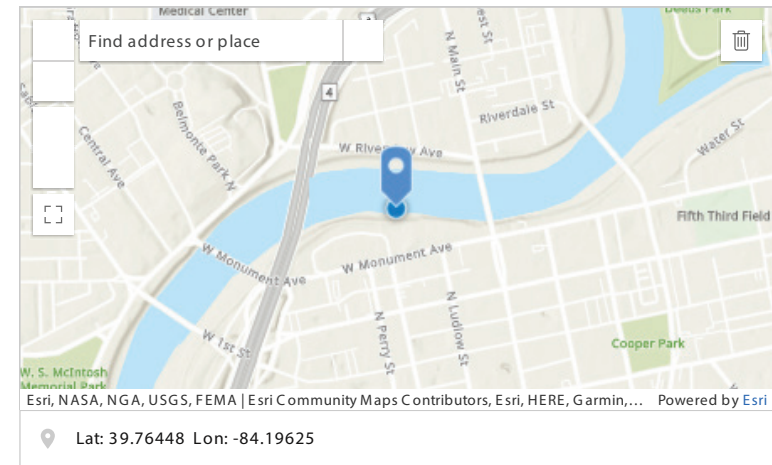 Medical Center
Deeds Park
Find address or place
N Main St
4
Riverdale St
Belmonte Park N
Central Ave
W Riverview Ave
Water St
Fifth Third Field
W Monument Ave
W Monument Ave
N Perry St
N Ludlow St
W 1st St
Cooper Park
W. S. McIntosh
Memorial Park
Esri, NASA, NGA, USGS, FEMA | Esri Community Maps Contributors, Esri, HERE, Garmin,... Powered by Esri
Lat: 39.76448 Lon: -84.19625